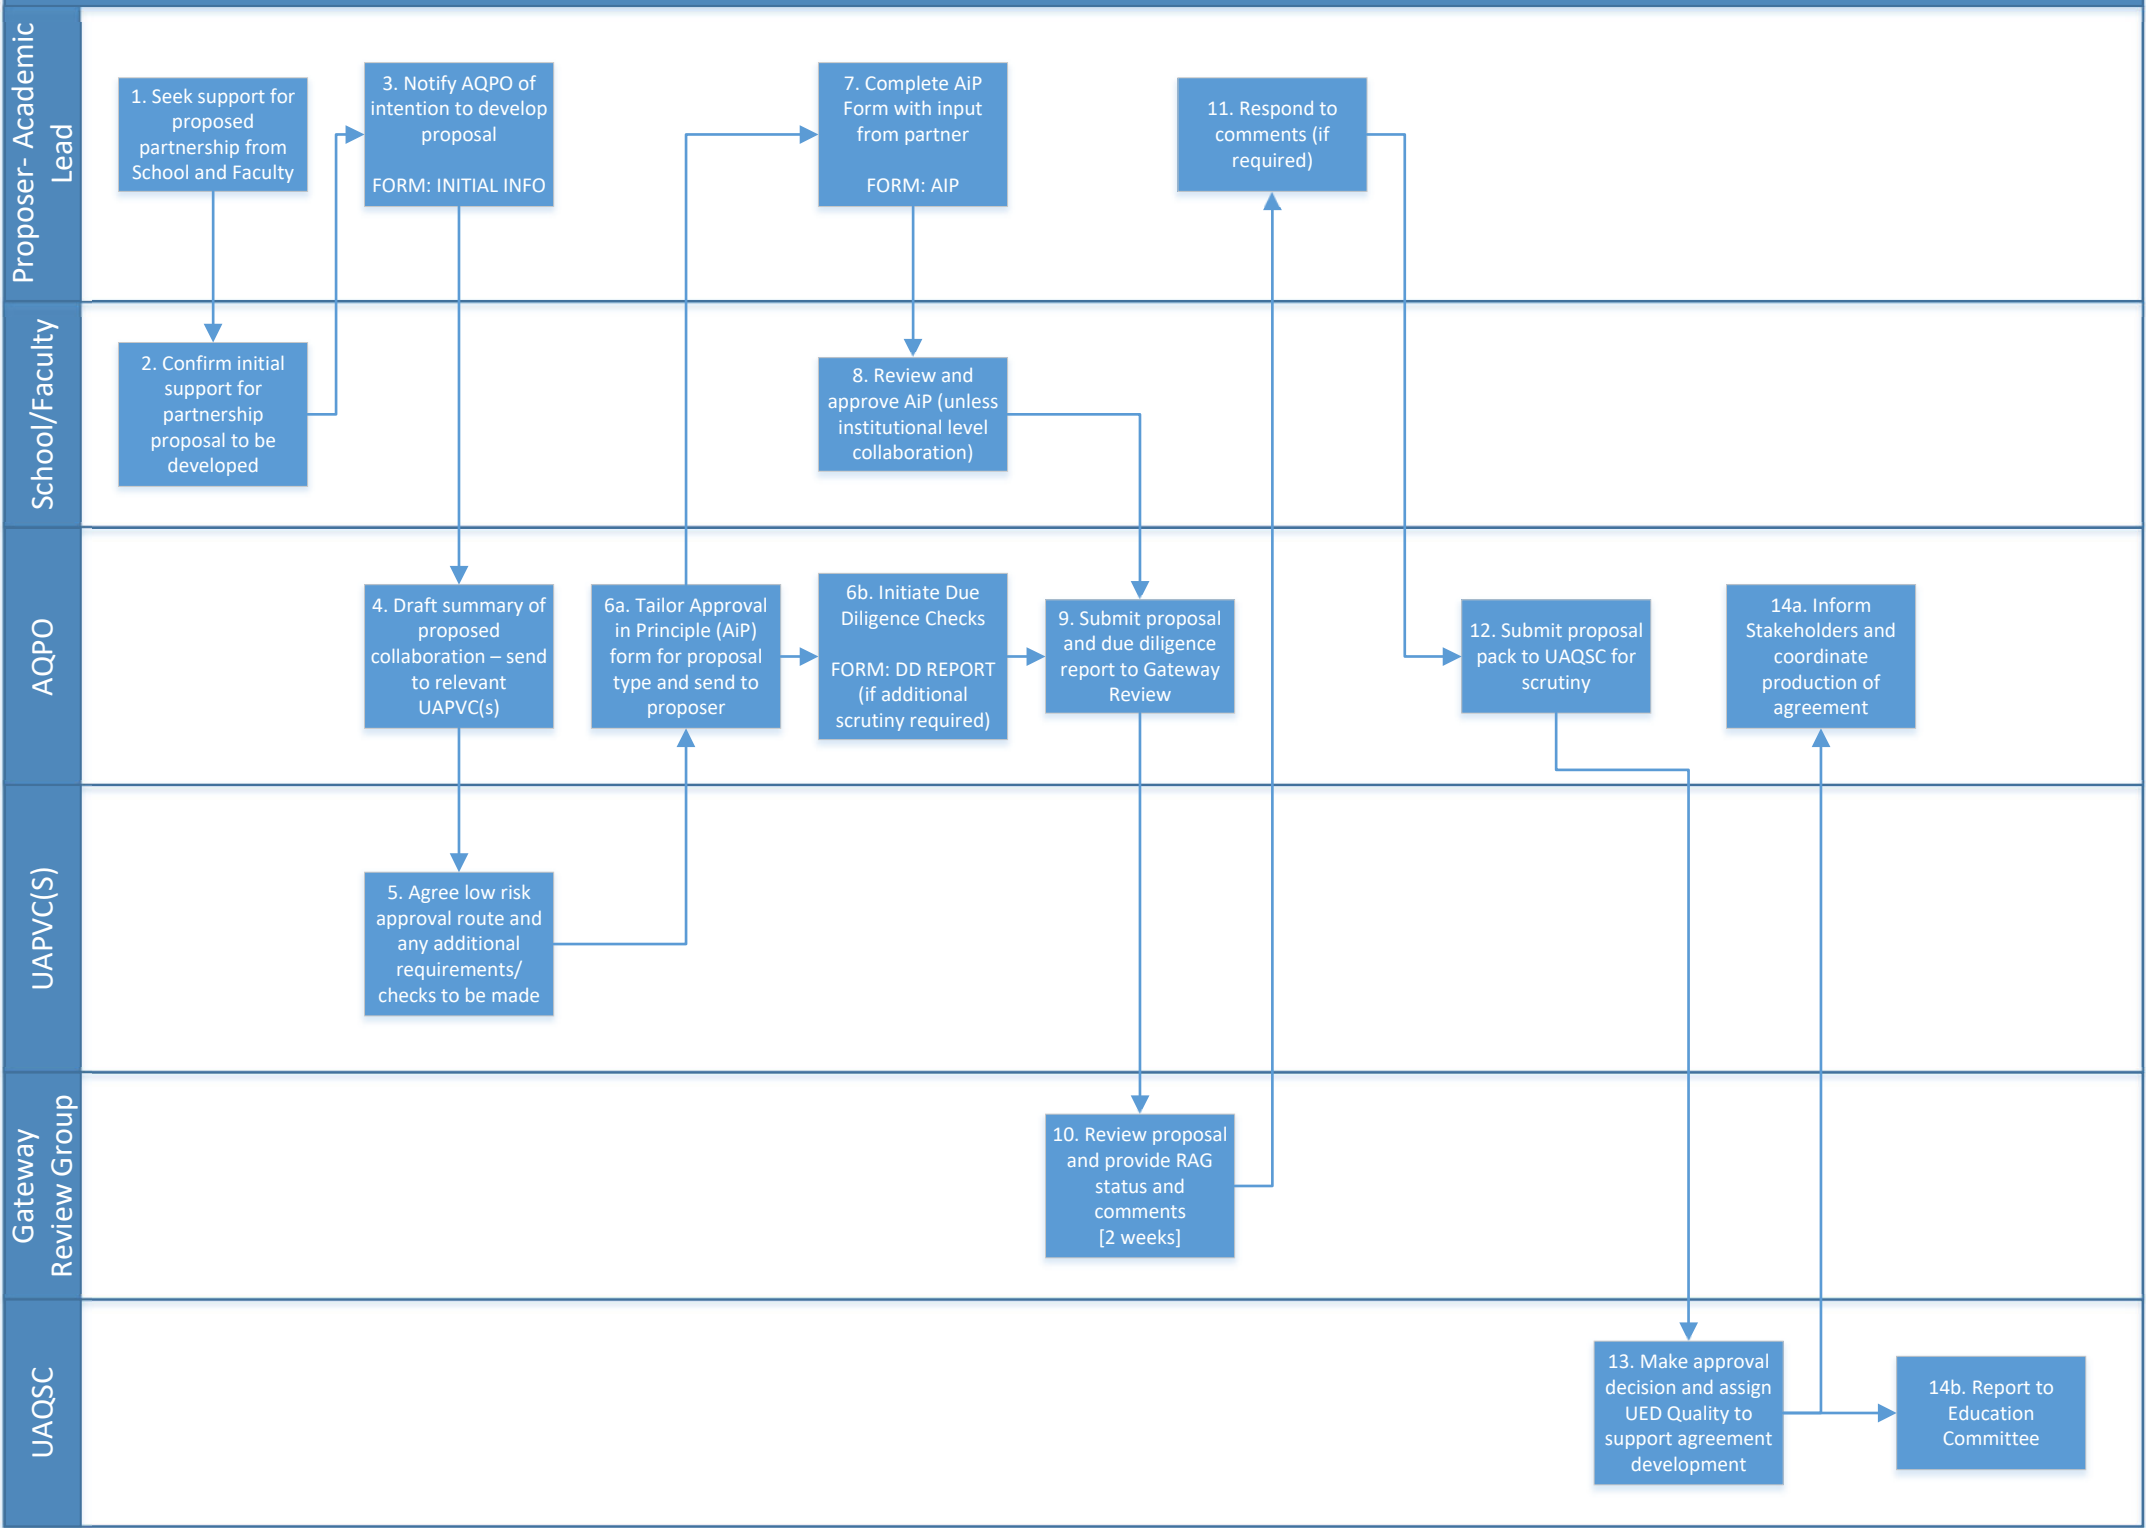 Proposer- Academic
Lead
1. Seek support for
proposed
partnership from
School and Faculty
3. Notify AQPO of
intention to develop
proposal
FORM: INITIAL INFO
7. Complete AiP
Form with input
from partner
FORM: AIP
11. Respond to
comments (if
required)
School/Faculty
2. Confirm initial
support for
partnership
proposal to be
developed
8. Review and
approve AiP (unless
institutional level
collaboration)
AQPO
4. Draft summary of
proposed
collaboration – send
to relevant
UAPVC(s)
6a. Tailor Approval
in Principle (AiP)
form for proposal
type and send to
proposer
6b. Initiate Due
Diligence Checks
FORM: DD REPORT
(if additional
scrutiny required)
9. Submit proposal
and due diligence
report to Gateway
Review
12. Submit proposal
pack to UAQSC for
scrutiny
14a. Inform
Stakeholders and
coordinate
production of
agreement
UAPVC(S)
5. Agree low risk
approval route and
any additional
requirements/
checks to be made
Gateway
Review Group
10. Review proposal
and provide RAG
status and
comments
[2 weeks]
UAQSC
13. Make approval
decision and assign
UED Quality to
support agreement
development
14b. Report to
Education
Committee